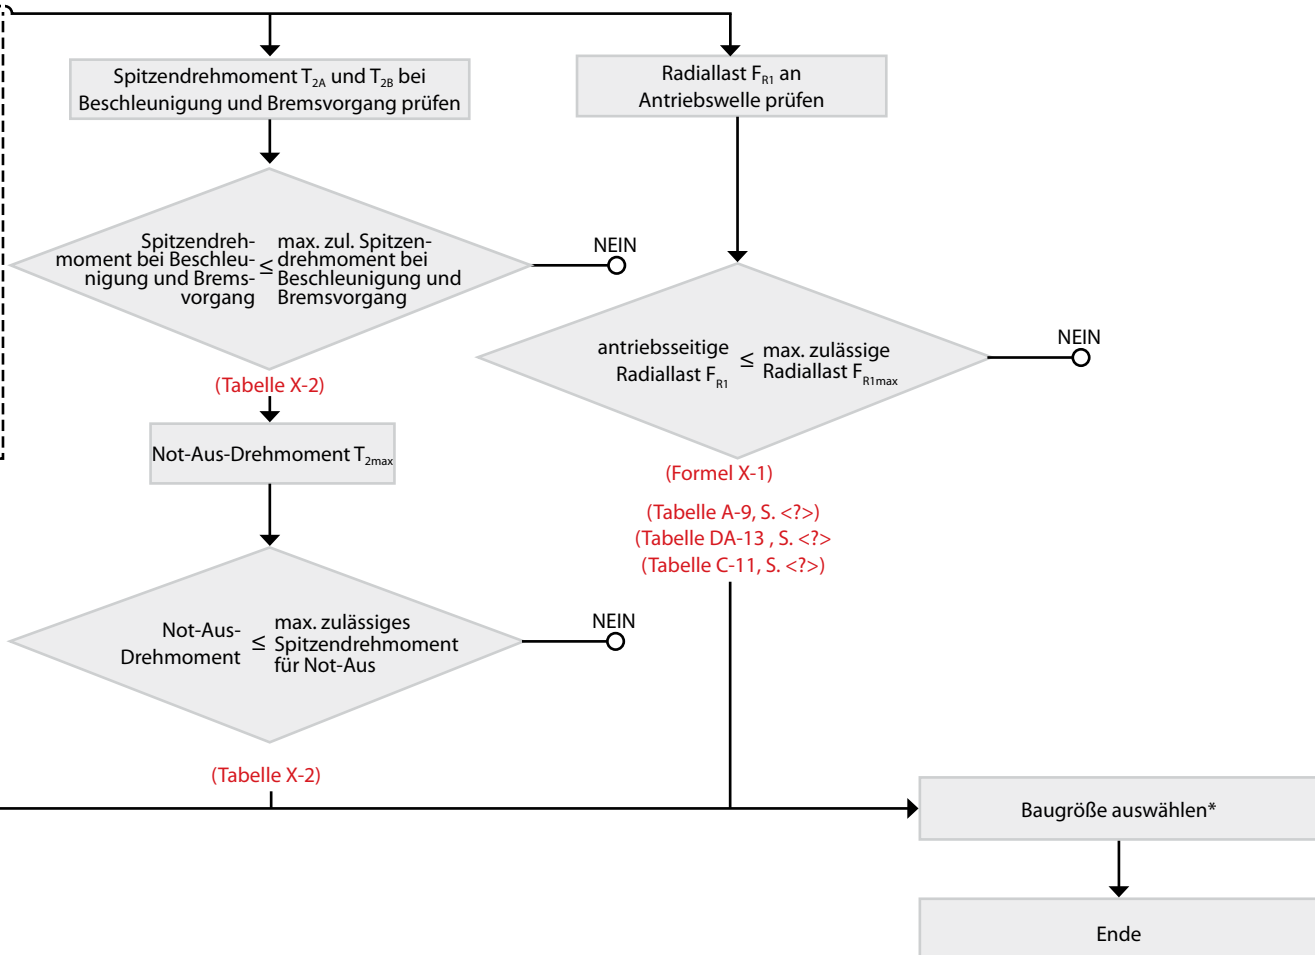 Spitzendrehmoment T2A und T2B bei
Beschleunigung und Bremsvorgang prüfen
Spitzendreh-
moment bei Beschleu-
nigung und Brems-
vorgang
≤
max. zul. Spitzen-
drehmoment bei
Beschleunigung und
Bremsvorgang
NEIN
(Tabelle X-2)
Not-Aus-Drehmoment T2max
Not-Aus-
Drehmoment
≤
max. zulässiges
Spitzendrehmoment
für Not-Aus
NEIN
(Tabelle X-2)
Radiallast FR1 an
Antriebswelle prüfen
antriebsseitige
Radiallast FR1
≤
max. zulässige
Radiallast FR1max
NEIN
(Formel X-1)
(Tabelle A-9, S. <?>)
(Tabelle DA-13 , S. <?>
(Tabelle C-11, S. <?>)
Baugröße auswählen*
Ende